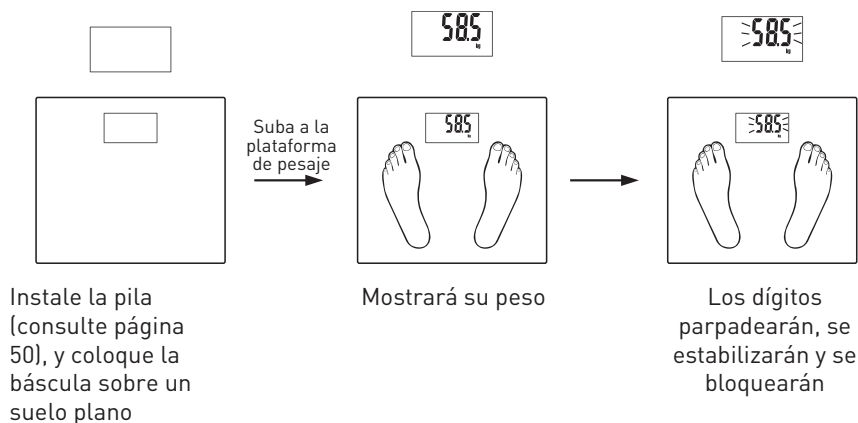 58.5
kg
58.5
kg
58.5
kg
58.5
kg
Suba a la
plataforma
de pesaje
Instale la pila
(consulte página
50), y coloque la
báscula sobre un
suelo plano
Mostrará su peso
Los dígitos
parpadearán, se
estabilizarán y se
bloquearán